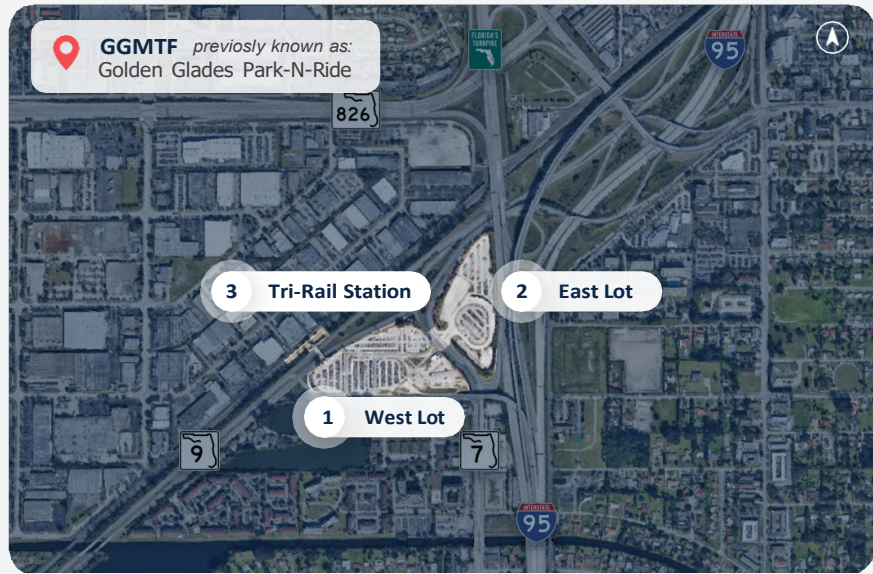 GGMTF previosly known as:
Golden Glades Park-N-Ride
FLORIDA'S
TURNPIKE
INTERSTATE
95
826
3 Tri-Rail Station
2 East Lot
1 West Lot
9
7
INTERSTATE
95